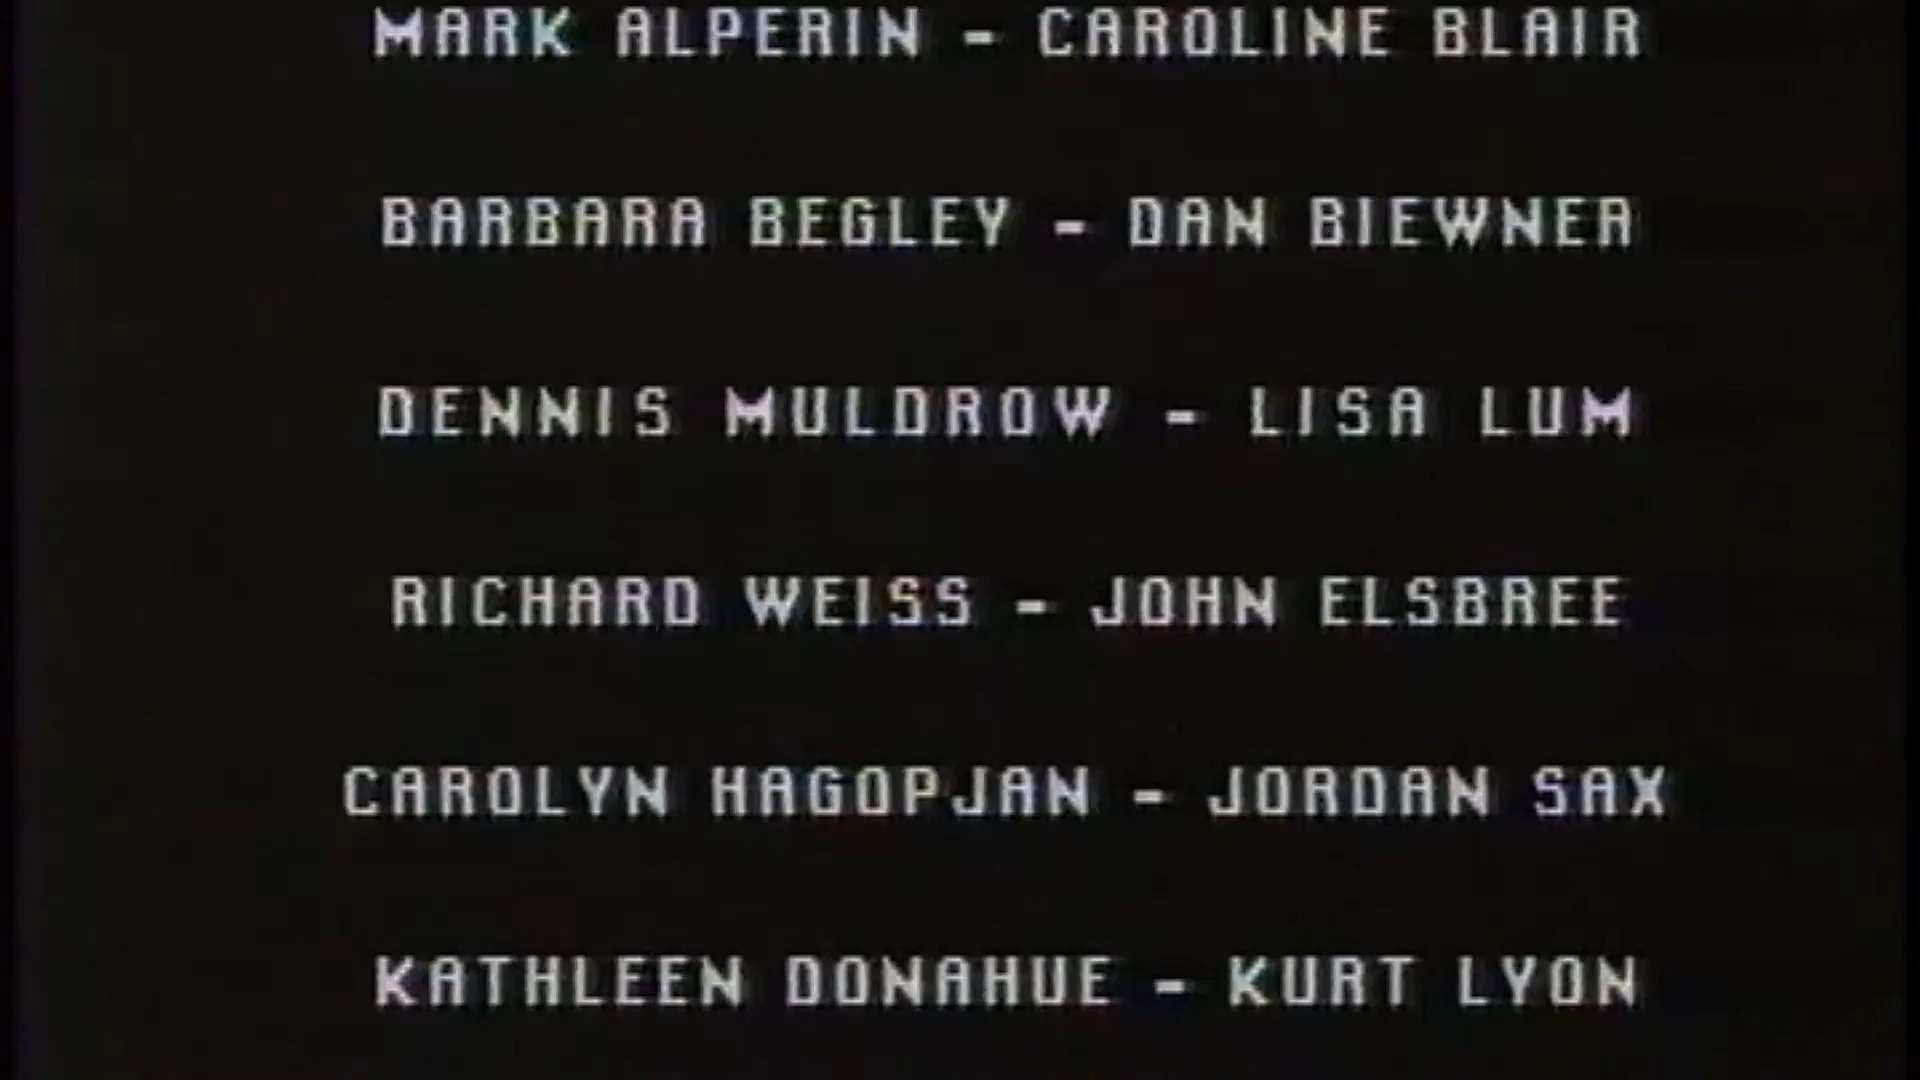 MARK ALPERIN - CAROLINE BLAIR
BARBARA BEGLEY - DAN BIEWNER
DENNIS MULDROW - LISA LUM
RICHARD WEISS - JOHN ELSBREE
CAROLYN HAGOPJAN - JORDAN SAX
KATHLEEN DONAHUE - KURT LYON